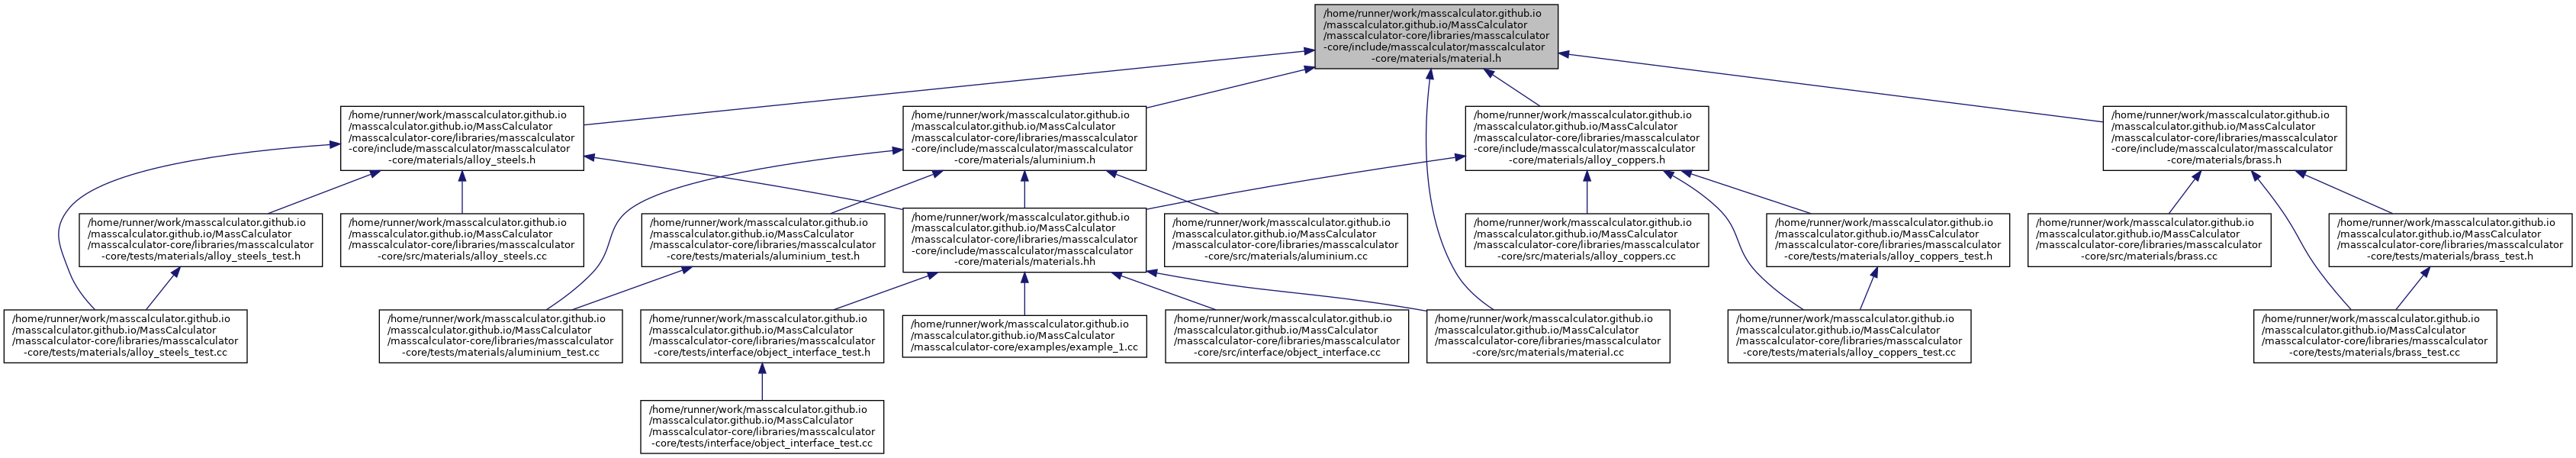 /home/runner/work/masscalculator.github.io
/masscalculator.github.io/MassCalculator
/masscalculator-core/libraries/masscalculator
-core/include/masscalculator/masscalculator
-core/materials/material.h
/home/runner/work/masscalculator.github.io
/masscalculator.github.io/MassCalculator
/masscalculator-core/libraries/masscalculator
-core/include/masscalculator/masscalculator
-core/materials/alloy_steels.h
/home/runner/work/masscalculator.github.io
/masscalculator.github.io/MassCalculator
/masscalculator-core/libraries/masscalculator
-core/include/masscalculator/masscalculator
-core/materials/aluminium.h
/home/runner/work/masscalculator.github.io
/masscalculator.github.io/MassCalculator
/masscalculator-core/libraries/masscalculator
-core/include/masscalculator/masscalculator
-core/materials/alloy_coppers.h
/home/runner/work/masscalculator.github.io
/masscalculator.github.io/MassCalculator
/masscalculator-core/libraries/masscalculator
-core/include/masscalculator/masscalculator
-core/materials/brass.h
/home/runner/work/masscalculator.github.io
/masscalculator.github.io/MassCalculator
/masscalculator-core/libraries/masscalculator
-core/tests/materials/alloy_steels_test.h
/home/runner/work/masscalculator.github.io
/masscalculator.github.io/MassCalculator
/masscalculator-core/libraries/masscalculator
-core/src/materials/alloy_steels.cc
/home/runner/work/masscalculator.github.io
/masscalculator.github.io/MassCalculator
/masscalculator-core/libraries/masscalculator
-core/tests/materials/aluminium_test.h
/home/runner/work/masscalculator.github.io
/masscalculator.github.io/MassCalculator
/masscalculator-core/libraries/masscalculator
-core/include/masscalculator/masscalculator
-core/materials/materials.hh
/home/runner/work/masscalculator.github.io
/masscalculator.github.io/MassCalculator
/masscalculator-core/libraries/masscalculator
-core/src/materials/aluminium.cc
/home/runner/work/masscalculator.github.io
/masscalculator.github.io/MassCalculator
/masscalculator-core/libraries/masscalculator
-core/src/materials/alloy_coppers.cc
/home/runner/work/masscalculator.github.io
/masscalculator.github.io/MassCalculator
/masscalculator-core/libraries/masscalculator
-core/tests/materials/alloy_coppers_test.h
/home/runner/work/masscalculator.github.io
/masscalculator.github.io/MassCalculator
/masscalculator-core/libraries/masscalculator
-core/src/materials/brass.cc
/home/runner/work/masscalculator.github.io
/masscalculator.github.io/MassCalculator
/masscalculator-core/libraries/masscalculator
-core/tests/materials/brass_test.h
/home/runner/work/masscalculator.github.io
/masscalculator.github.io/MassCalculator
/masscalculator-core/libraries/masscalculator
-core/tests/materials/alloy_steels_test.cc
/home/runner/work/masscalculator.github.io
/masscalculator.github.io/MassCalculator
/masscalculator-core/libraries/masscalculator
-core/tests/materials/aluminium_test.cc
/home/runner/work/masscalculator.github.io
/masscalculator.github.io/MassCalculator
/masscalculator-core/libraries/masscalculator
-core/tests/interface/object_interface_test.h
/home/runner/work/masscalculator.github.io
/masscalculator.github.io/MassCalculator
/masscalculator-core/examples/example_1.cc
/home/runner/work/masscalculator.github.io
/masscalculator.github.io/MassCalculator
/masscalculator-core/libraries/masscalculator
-core/src/interface/object_interface.cc
/home/runner/work/masscalculator.github.io
/masscalculator.github.io/MassCalculator
/masscalculator-core/libraries/masscalculator
-core/src/materials/material.cc
/home/runner/work/masscalculator.github.io
/masscalculator.github.io/MassCalculator
/masscalculator-core/libraries/masscalculator
-core/tests/materials/alloy_coppers_test.cc
/home/runner/work/masscalculator.github.io
/masscalculator.github.io/MassCalculator
/masscalculator-core/libraries/masscalculator
-core/tests/materials/brass_test.cc
/home/runner/work/masscalculator.github.io
/masscalculator.github.io/MassCalculator
/masscalculator-core/libraries/masscalculator
-core/tests/interface/object_interface_test.cc